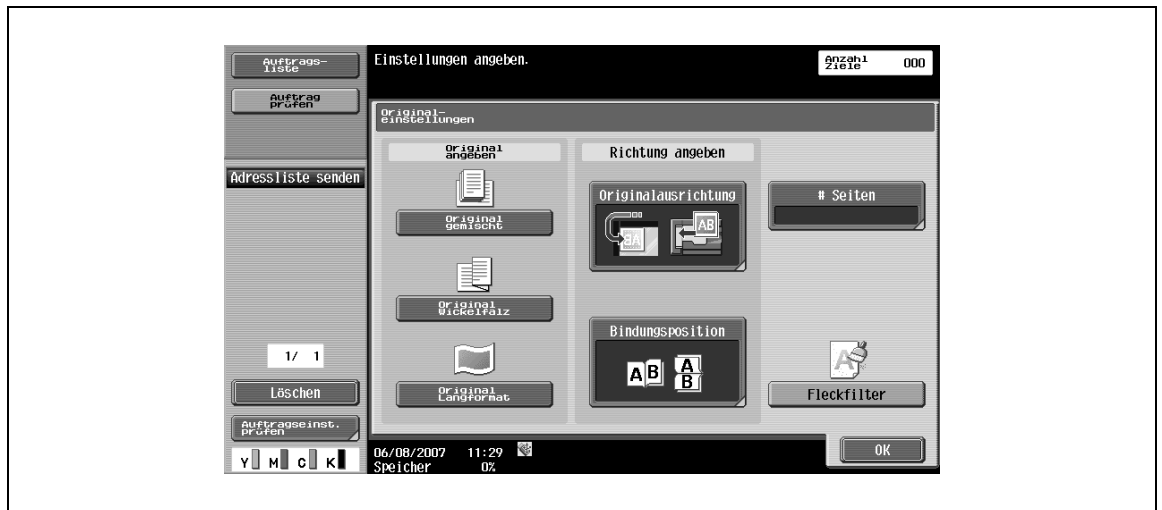 Auftrags-
liste
Auftrag
prüfen
Adressliste senden
1/ 1
Löschen
Auftragseinst.
prüfen
Y M C K
Einstellungen angeben.
Anzahl
Ziele 000
Original-
einstellungen
Original
angeben
Original
gemischt
Original
Wickelfalz
Original
Langformat
Richtung angeben
Originalausrichtung
AB AB
Bindungsposition
A B A
B
# Seiten
A
Fleckfilter
06/08/2007 11:29
Speicher 0%
OK